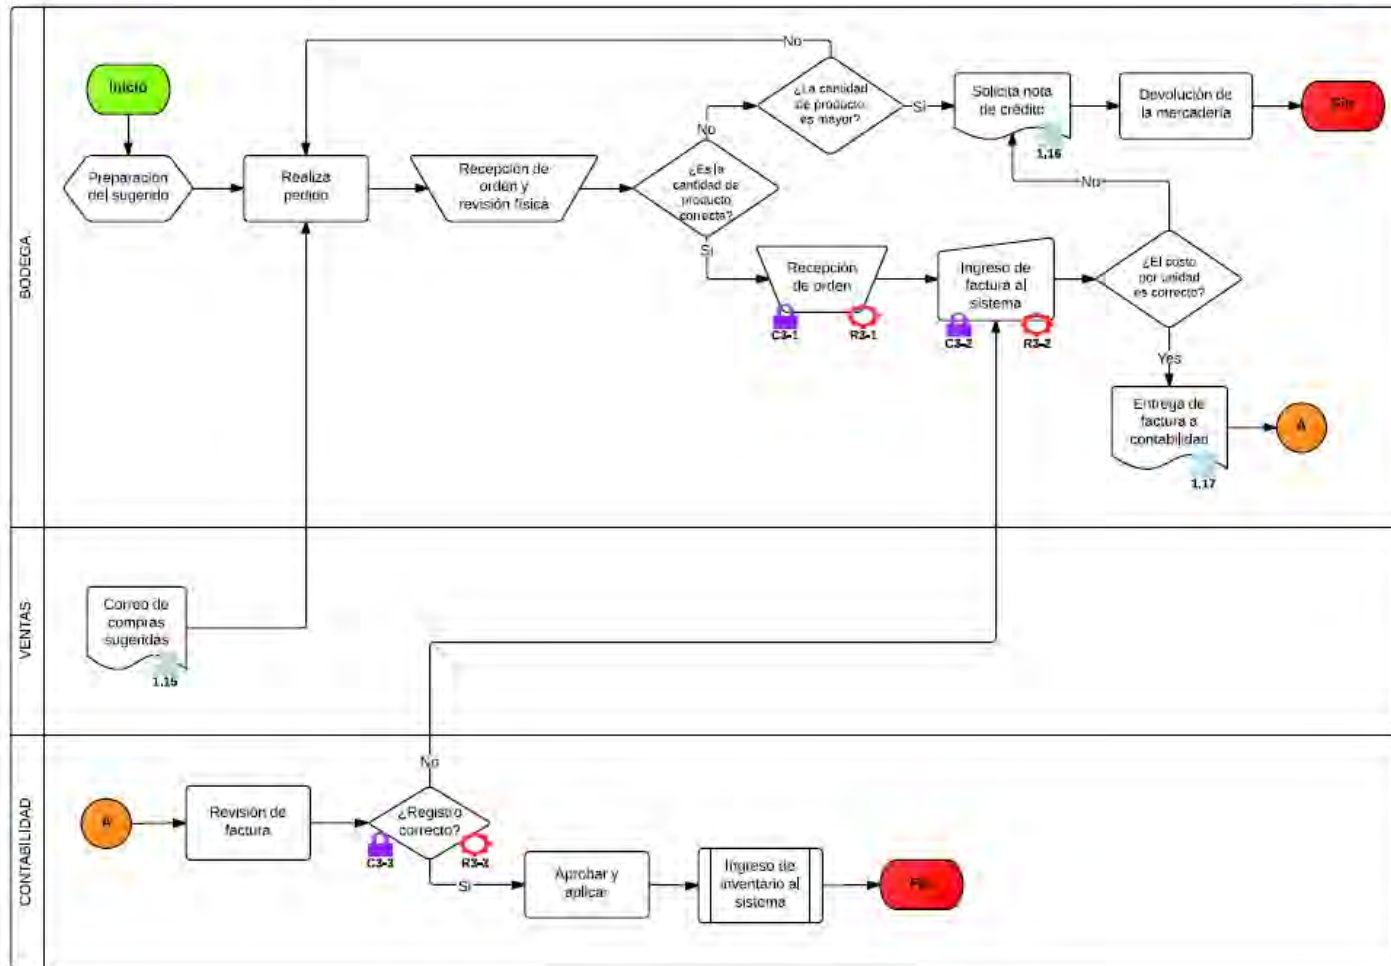 BODEGA
Inicio
Preparación
del sugerido
Realiza
pedido
Recepción de
orden y
revisión física
¿Es la
cantidad de
producto
correcta?
No
¿La cantidad
de producto
es mayor?
No
Si
Solicita nota
de crédito
1.16
Devolución de
la mercadería
Fin
Si
Recepción
de orden
C3-1
R3-1
Ingreso de
factura al
sistema
C3-2
R3-2
¿El costo
por unidad
es correcto?
No
Yes
Entrega de
factura a
contabilidad
1.17
A
VENTAS
Correo de
compras
sugeridas
1.15
CONTABILIDAD
A
Revisión de
factura
¿Registro
correcto?
C3-3
R3-3
No
Si
Aprobar y
aplicar
Ingreso de
inventario al
sistema
Fin